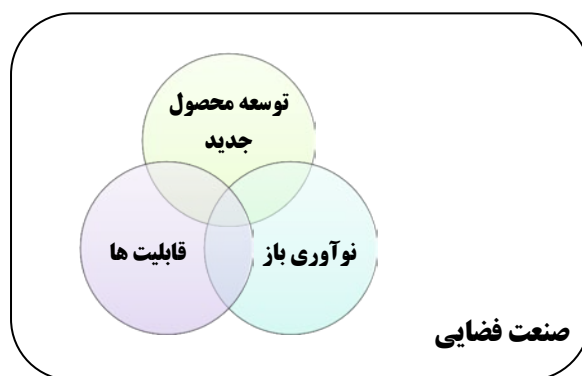 توسعه محصول
جدید
نوآوری باز
قابلیت ها
صنعت فضایی